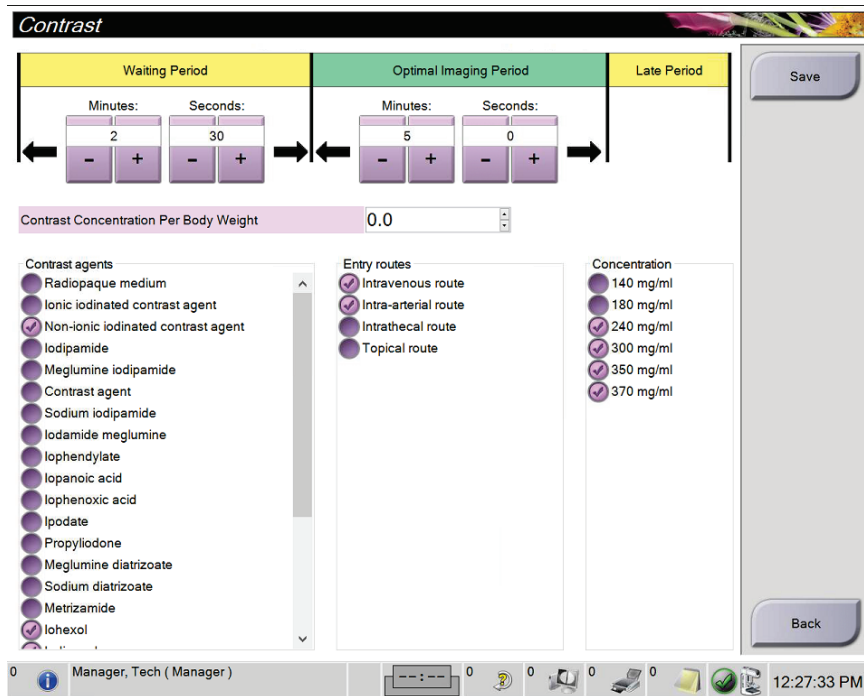 Contrast
Waiting Period
Optimal Imaging Period
Late Period
Save
Minutes:
Seconds:
Minutes:
Seconds:
2
30
5
0
- + - + - + - +
Contrast Concentration Per Body Weight
0.0
Contrast agents
Radiopaque medium
Ionic iodinated contrast agent
Non-ionic iodinated contrast agent
Iodipamide
Meglumine iodipamide
Contrast agent
Sodium iodipamide
Iodamide meglumine
Iophendylate
Iopanoic acid
Iophenoxic acid
Ipodate
Propyliodone
Meglumine diatrizoate
Sodium diatrizoate
Metrizamide
Iohexol
Entry routes
Intravenous route
Intra-arterial route
Intrathecal route
Topical route
Concentration
140 mg/ml
180 mg/ml
240 mg/ml
300 mg/ml
350 mg/ml
370 mg/ml
Back
0
Manager, Tech ( Manager )
--:--
0
0
0
0
12:27:33 PM